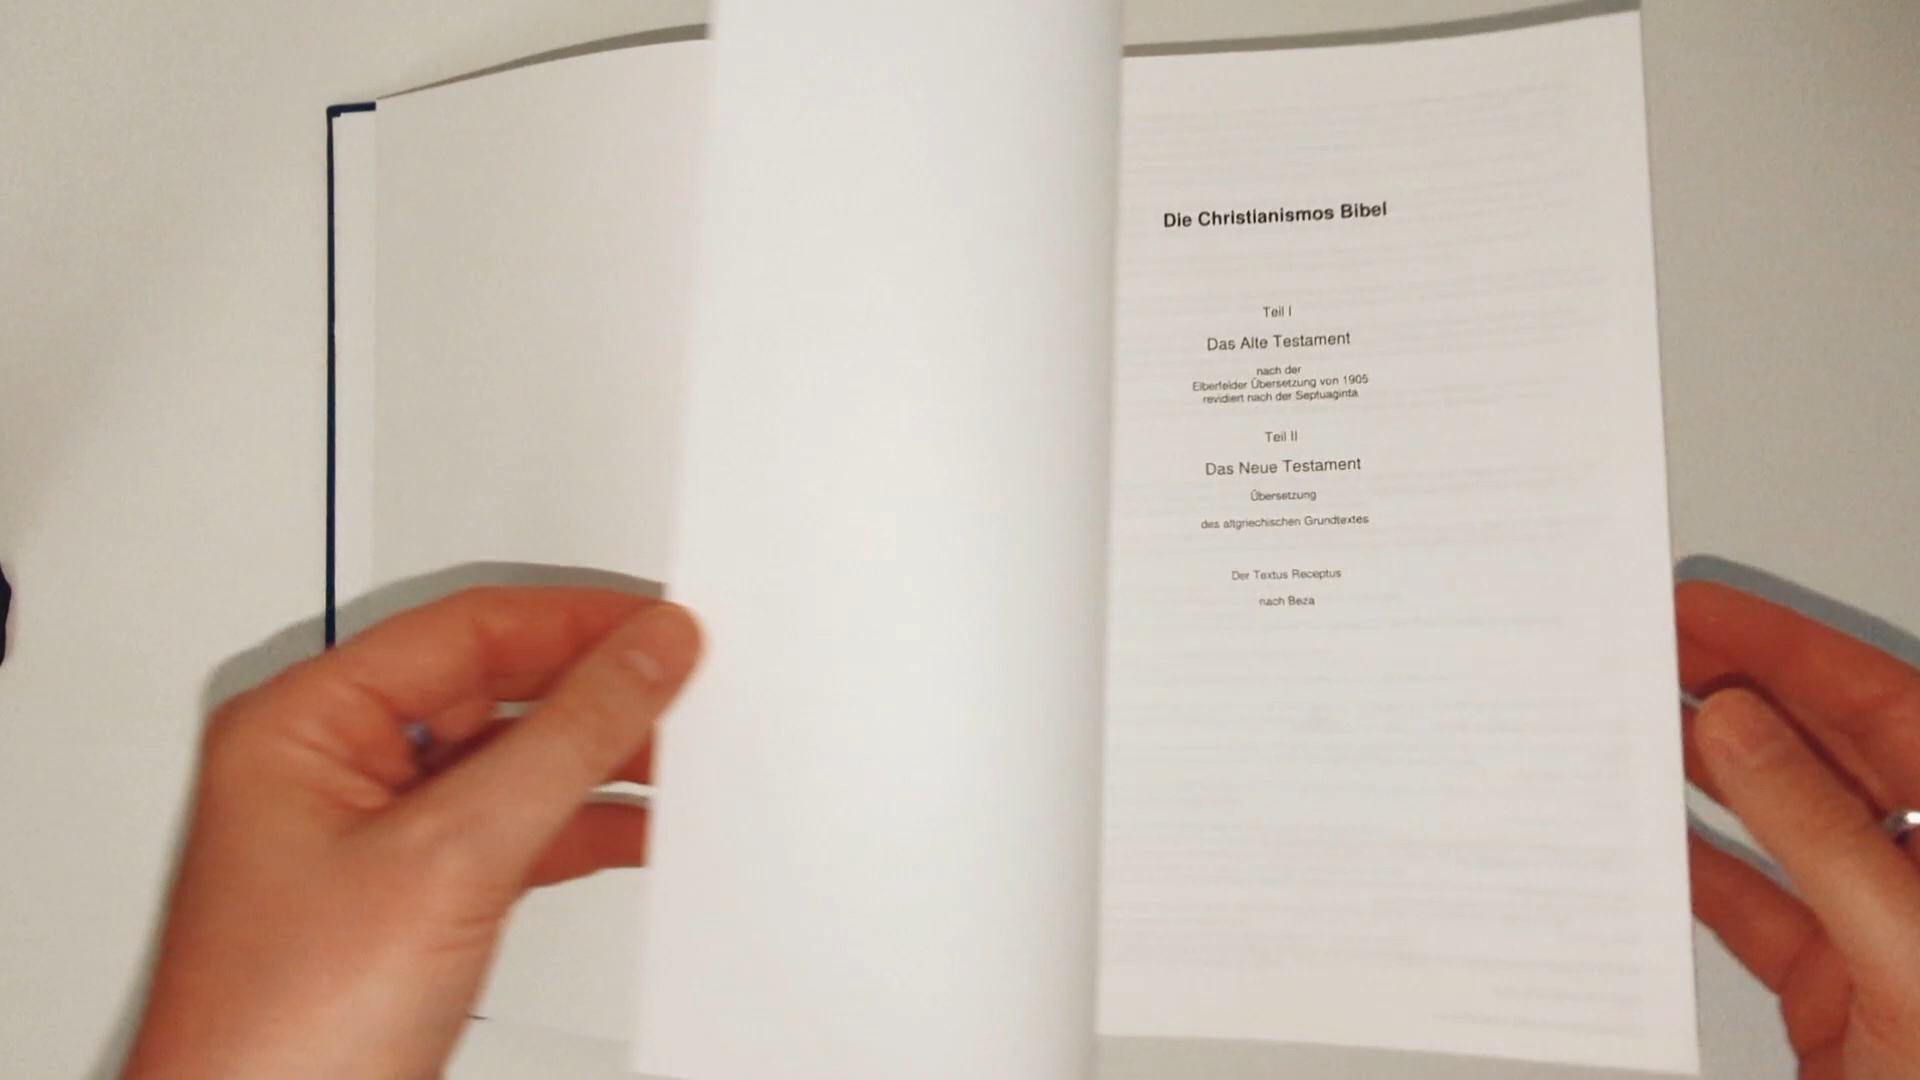 Die Christianismos Bibel
Teil I
Das Alte Testament
nach der
Elberfelder Übersetzung von 1905
revidiert nach der Septuaginta
Teil II
Das Neue Testament
Übersetzung
des altgriechischen Grundtextes
Der Textus Receptus
nach Beza